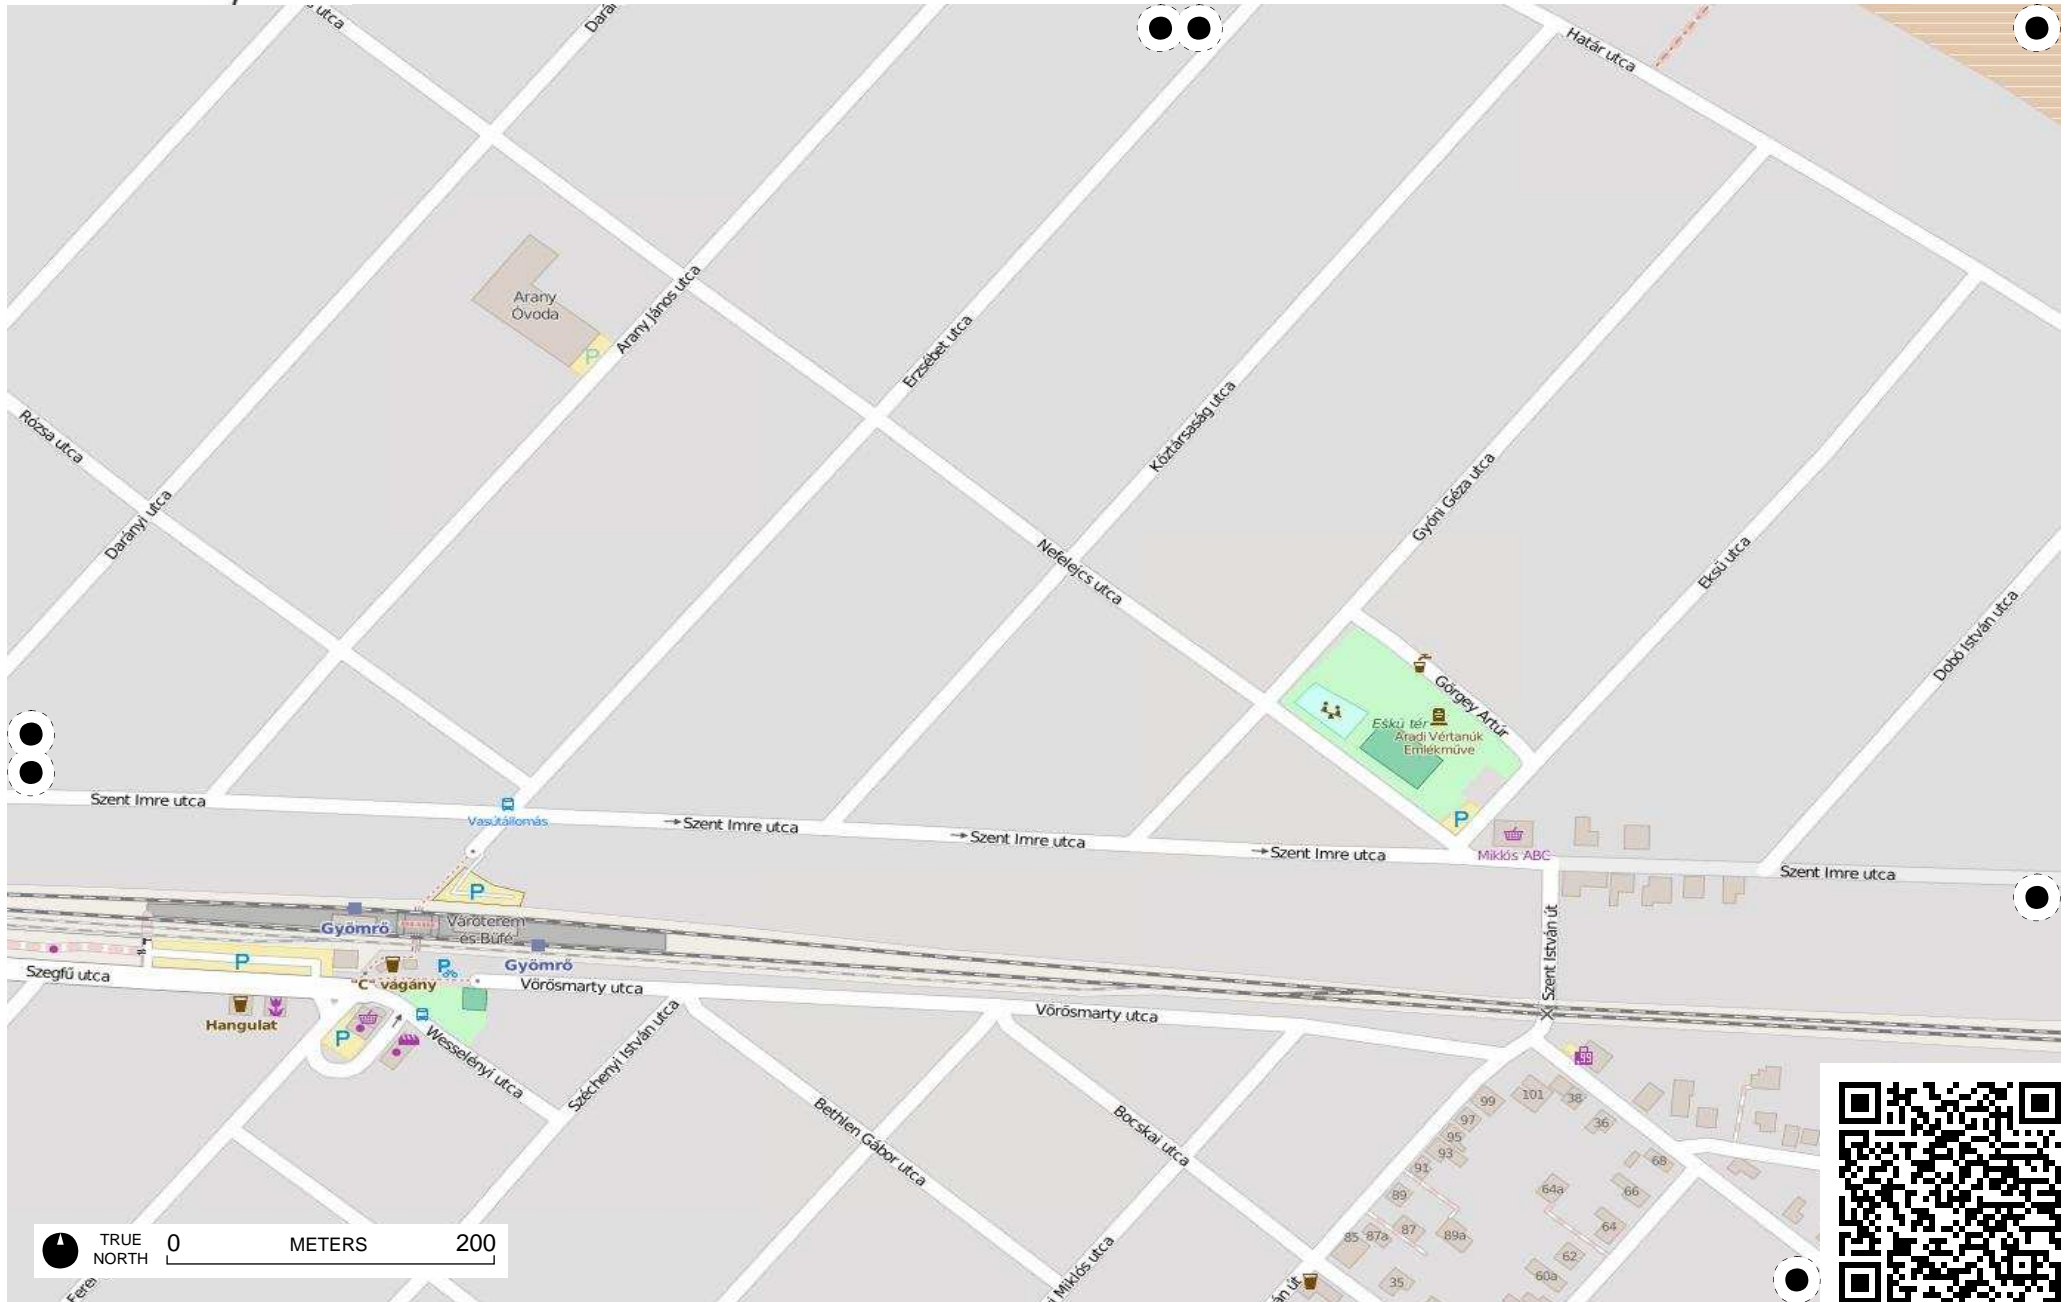 Határ utca
Arany
Óvoda
Arany János utca
Erzsébet utca
Köztársaság utca
Rózsa utca
Darányi utca
Gyóni Géza utca
Nefelejcs utca
Eksü utca
Dobó István utca
Görgey Artúr
Eskü tér
Aradi Vértanúk
Emlékműve
P
P
Szent Imre utca
Vasútállomás
Szent Imre utca
Szent Imre utca
Szent Imre utca
Miklós ABC
Szent Imre utca
P
Gyömrő
Váróterem
és Büfé
Szent István út
P
P
Gyömrő
Szegfű utca
"C" vágány
Vörösmarty utca
Vörösmarty utca
Hangulat
P
Wesselényi utca
Széchenyi István utca
Bethlen Gábor utca
Bocskai utca
99
99
101
38
97
36
95
93
91
68
89
64a
66
87
64
85
87a
89a
62
35
60a
Miklós utca
án út
Feren
TRUE
NORTH
0
METERS
200